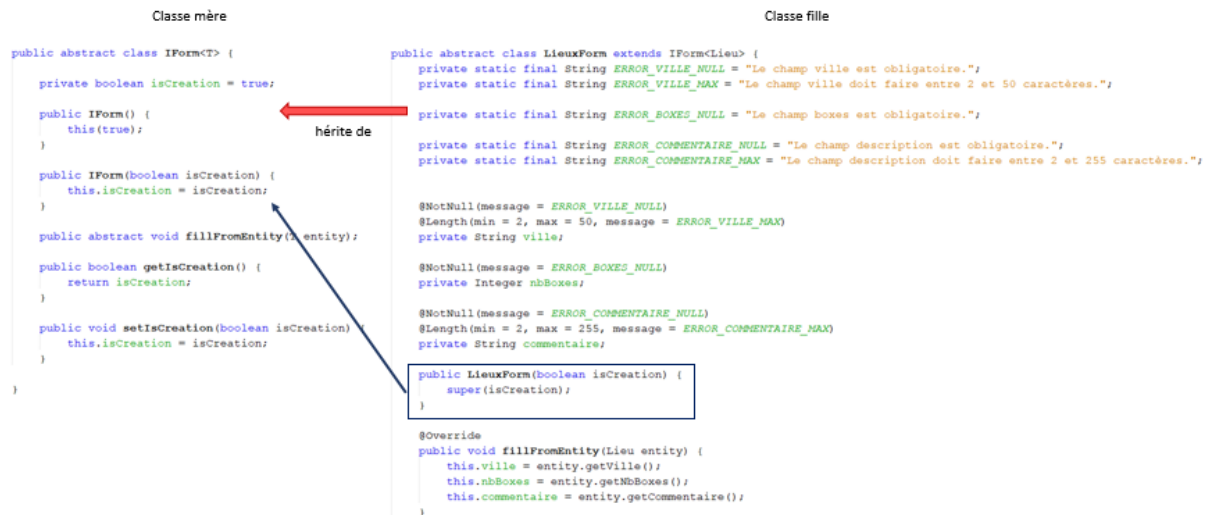 Classe mère
public abstract class IForm<T> {
private boolean isCreation = true;
public IForm() {
this(true);
}
public IForm(boolean isCreation) {
this.isCreation = isCreation;
}
public abstract void fillFromEntity(T entity);
public boolean getIsCreation() {
return isCreation;
}
public void setIsCreation(boolean isCreation) {
this.isCreation = isCreation;
}
}
hérite de
Classe fille
public abstract class LieuxForm extends IForm<Lieu> {
private static final String ERROR_VILLE_NULL = "Le champ ville est obligatoire.";
private static final String ERROR_VILLE_MAX = "Le champ ville doit faire entre 2 et 50 caractères.";
private static final String ERROR_BOXES_NULL = "Le champ boxes est obligatoire.";
private static final String ERROR_COMMENTAIRE_NULL = "Le champ description est obligatoire.";
private static final String ERROR_COMMENTAIRE_MAX = "Le champ description doit faire entre 2 et 255 caractères.";
@NotNull(message = ERROR_VILLE_NULL)
@Length(min = 2, max = 50, message = ERROR_VILLE_MAX)
private String ville;
@NotNull(message = ERROR_BOXES_NULL)
private Integer nbBoxes;
@NotNull(message = ERROR_COMMENTAIRE_NULL)
@Length(min = 2, max = 255, message = ERROR_COMMENTAIRE_MAX)
private String commentaire;
public LieuxForm(boolean isCreation) {
super(isCreation);
}
@Override
public void fillFromEntity(Lieu entity) {
this.ville = entity.getVille();
this.nbBoxes = entity.getNbBoxes();
this.commentaire = entity.getCommentaire();
}